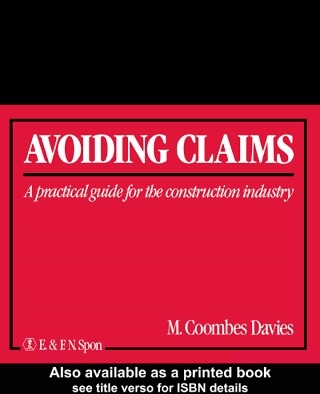 AVOIDING CLAIMS
A practical guide for the construction industry
M. Coombes Davies
E. & F N Spon
Also available as a printed book
see title verso for ISBN details